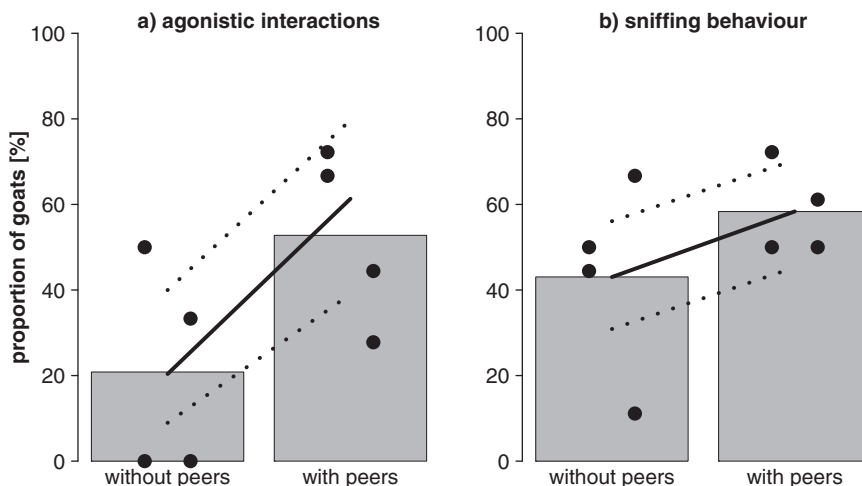 a) agonistic interactions
proportion of goats [%]
100
80
60
40
20
0
without peers
with peers
b) sniffing behaviour
100
80
60
40
20
0
without peers
with peers